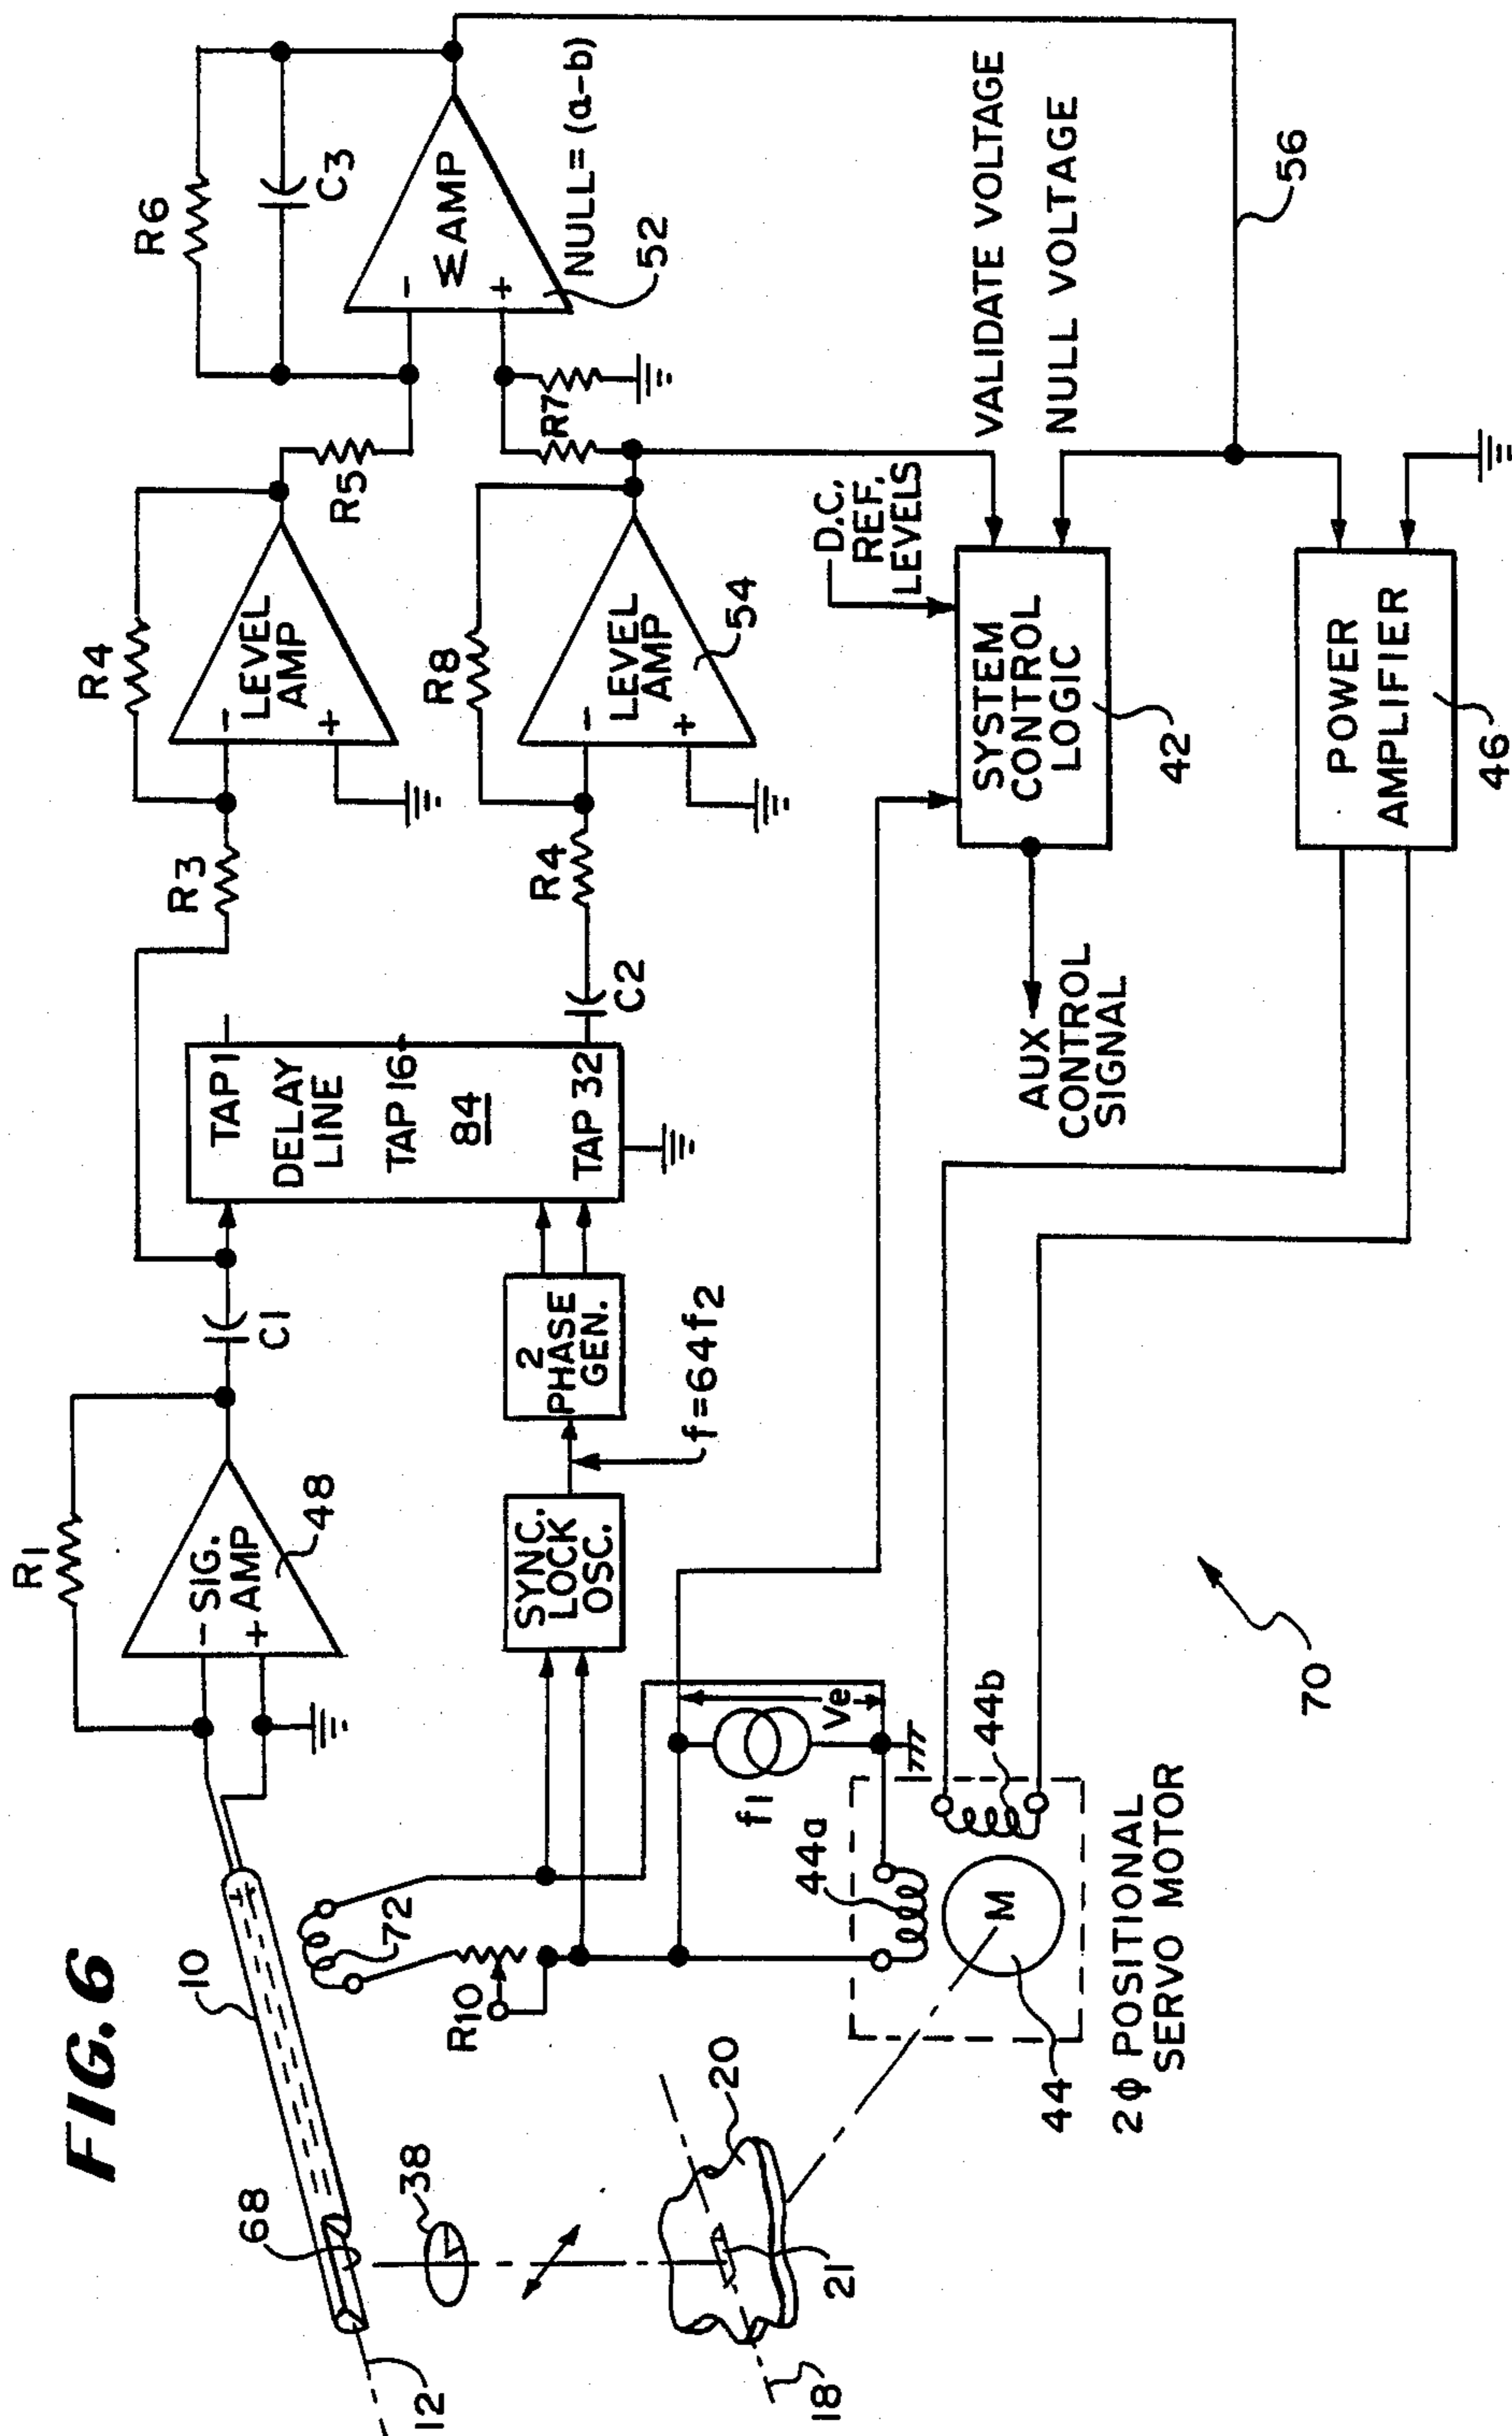 FIG. 6
R1
- SIG.
+ AMP
48
C1
TAP 1
DELAY
LINE
TAP 16
84
TAP 32
C2
R3
R4
- LEVEL
AMP
+
R5
R6
C3
-
Σ AMP
+
NULL=(a-b)
52
R7
R4
R8
- LEVEL
AMP
+
54
SYNC.
LOCK
OSC.
f=64f2
2
PHASE
GEN.
10
68
12
38
72
R10
20
21
18
44a
f1
Ve
44b
M
44
2ϕ POSITIONAL
SERVO MOTOR
70
D.C.
REF.
LEVELS
VALIDATE VOLTAGE
NULL VOLTAGE
56
SYSTEM
CONTROL
LOGIC
42
AUX
CONTROL
SIGNAL
POWER
AMPLIFIER
46